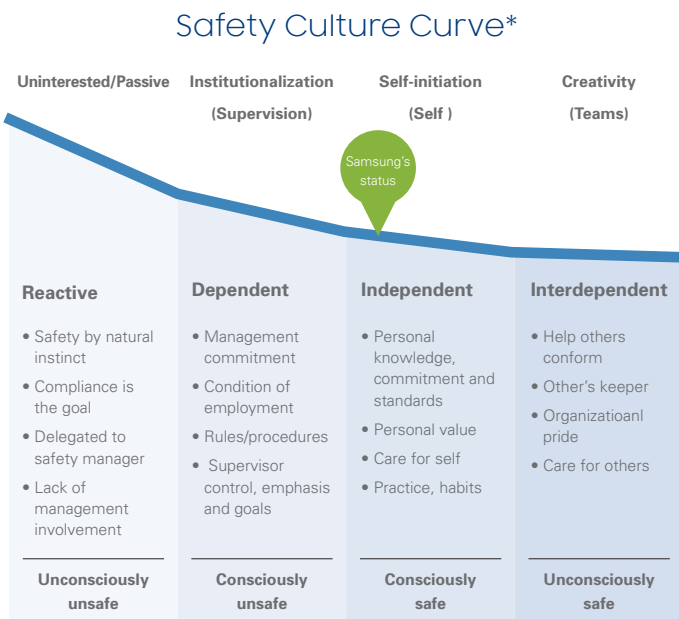 Safety Culture Curve*
Uninterested/Passive
Institutionalization
(Supervision)
Self-initiation
(Self )
Creativity
(Teams)
Samsung's
status
Reactive
• Safety by natural
instinct
• Compliance is
the goal
• Delegated to
safety manager
• Lack of
management
involvement
Unconsciously
unsafe
Dependent
• Management
commitment
• Condition of
employment
• Rules/procedures
• Supervisor
control, emphasis
and goals
Consciously
unsafe
Independent
• Personal
knowledge,
commitment and
standards
• Personal value
• Care for self
• Practice, habits
Consciously
safe
Interdependent
• Help others
conform
• Other's keeper
• Organizatioanl
pride
• Care for others
Unconsciously
safe